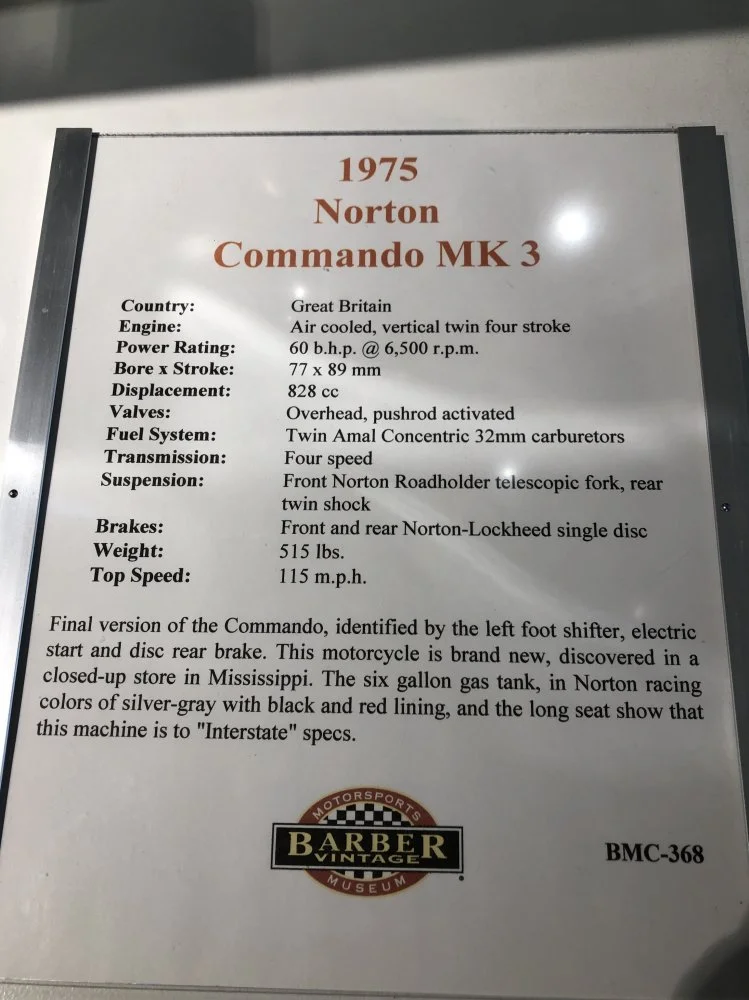 1975
Norton
Commando MK 3
Country: Great Britain
Engine: Air cooled, vertical twin four stroke
Power Rating: 60 b.h.p. @ 6,500 r.p.m.
Bore x Stroke: 77 x 89 mm
Displacement: 828 cc
Valves: Overhead, pushrod activated
Fuel System: Twin Amal Concentric 32mm carburetors
Transmission: Four speed
Suspension: Front Norton Roadholder telescopic fork, rear
twin shock
Brakes: Front and rear Norton-Lockheed single disc
Weight: 515 lbs.
Top Speed: 115 m.p.h.
Final version of the Commando, identified by the left foot shifter, electric
start and disc rear brake. This motorcycle is brand new, discovered in a
closed-up store in Mississippi. The six gallon gas tank, in Norton racing
colors of silver-gray with black and red lining, and the long seat show that
this machine is to "Interstate" specs.
MOTORSPORTS
BARBER
VINTAGE
MUSEUM
BMC-368